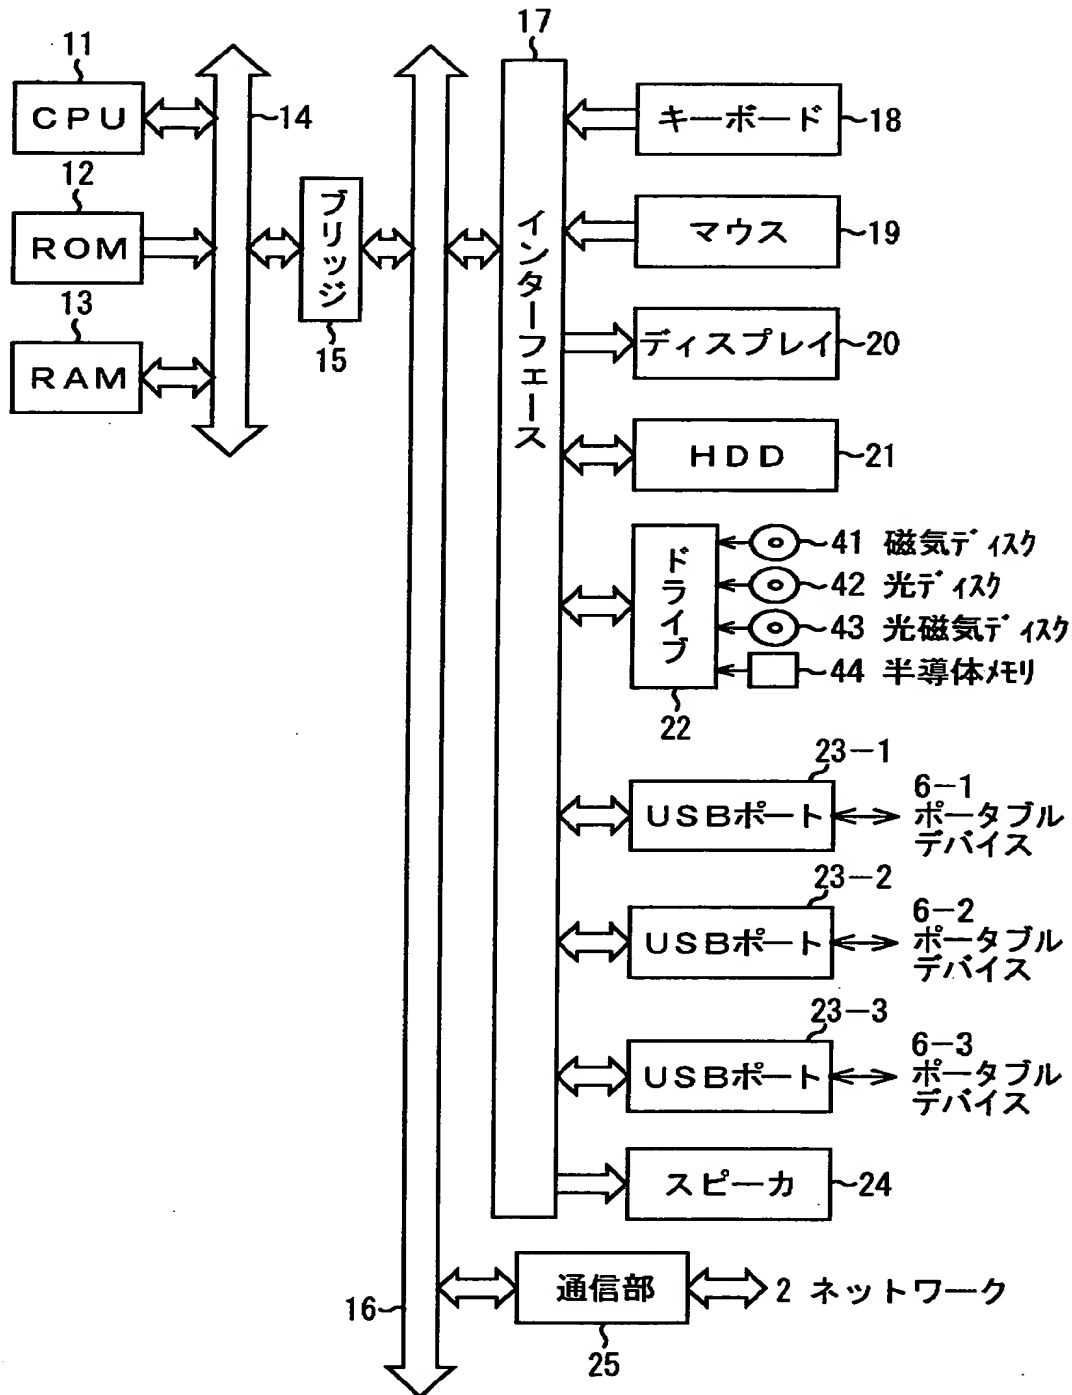 11
CPU
12
ROM
13
RAM
14
ブリッジ
15
17
インターフェース
キーボード
18
マウス
19
ディスプレイ
20
HDD
21
ドライブ
22
41 磁気ディスク
42 光ディスク
43 光磁気ディスク
44 半導体メモリ
23-1
USBポート
6-1
ポータブル
デバイス
23-2
USBポート
6-2
ポータブル
デバイス
23-3
USBポート
6-3
ポータブル
デバイス
スピーカ
24
16
通信部
25
2 ネットワーク